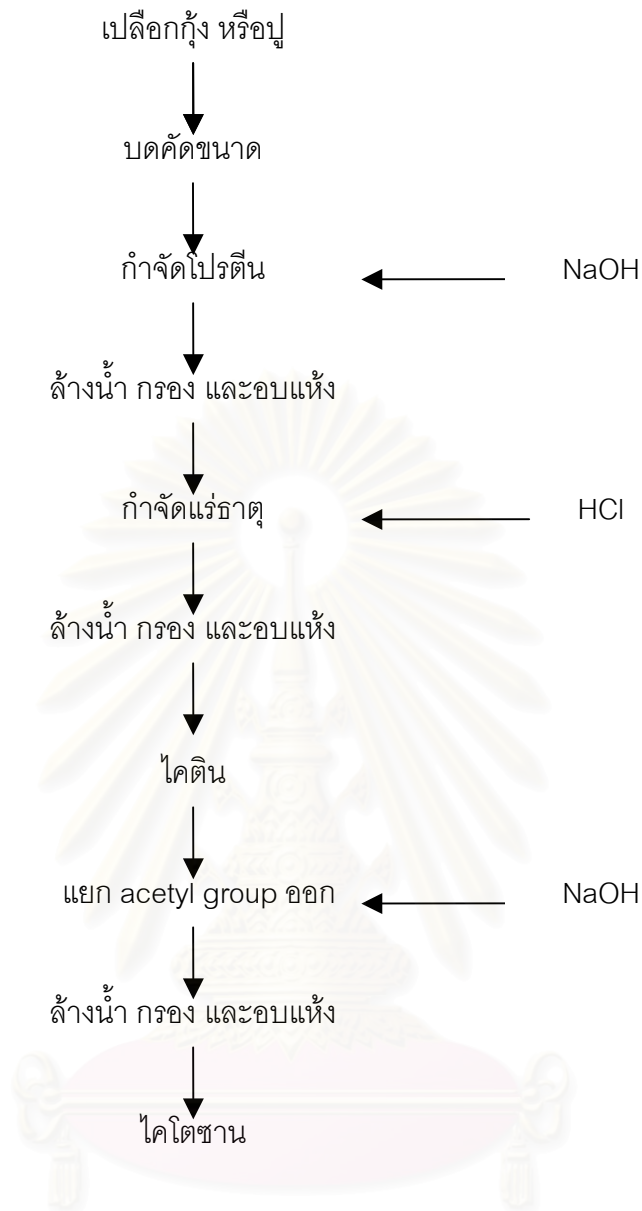 เปลือกกุ้ง หรือปู
บดคัดขนาด
กำจัดโปรตีน NaOH
ล้างน้ำ กรอง และอบแห้ง
กำจัดแร่ธาตุ HCl
ล้างน้ำ กรอง และอบแห้ง
ไคติน
แยก acetyl group ออก NaOH
ล้างน้ำ กรอง และอบแห้ง
ไคโตซาน